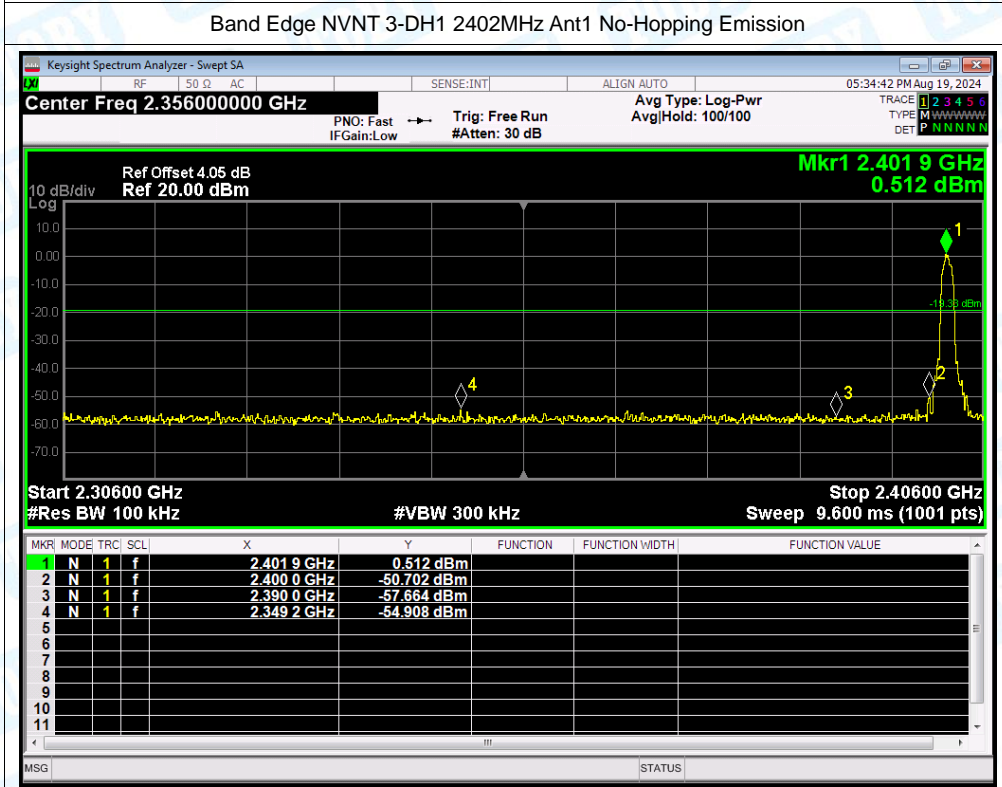 Band Edge NVNT 3-DH1 2402MHz Ant1 No-Hopping Emission
Keysight Spectrum Analyzer - Swept SA
LXI RF 50 Ω AC SENSE:INT ALIGN AUTO 05:34:42 PM Aug 19, 2024
Center Freq 2.356000000 GHz Avg Type: Log-Pwr TRACE 1 2 3 4 5 6
PNO: Fast Trig: Free Run Avg|Hold: 100/100 TYPE M WWWWW
IFGain:Low #Atten: 30 dB DET P N N N N N
Mkr1 2.401 9 GHz
Ref Offset 4.05 dB
10 dB/div Ref 20.00 dBm 0.512 dBm
Log
10.0
1
0.00
-10.0
-19.33 dBm
-20.0
-30.0
-40.0
2
4
3
-50.0
-60.0
-70.0
Start 2.30600 GHz Stop 2.40600 GHz
#Res BW 100 kHz #VBW 300 kHz Sweep 9.600 ms (1001 pts)
MKR MODE TRC SCL X Y FUNCTION FUNCTION WIDTH FUNCTION VALUE
1 N 1 f 2.401 9 GHz 0.512 dBm
2 N 1 f 2.400 0 GHz -50.702 dBm
3 N 1 f 2.390 0 GHz -57.664 dBm
4 N 1 f 2.349 2 GHz -54.908 dBm
5
6
7
8
9
10
11
MSG STATUS